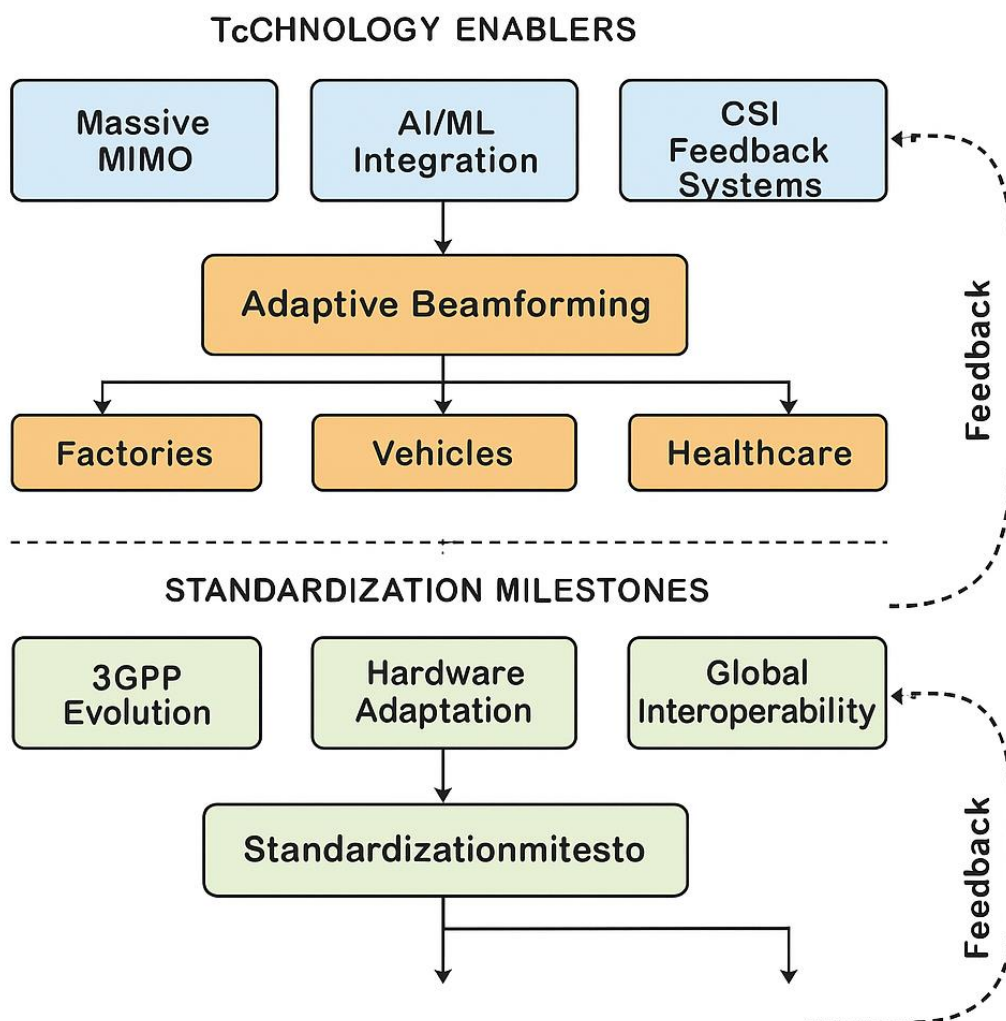 TcCHNOLOGY ENABLERS
Massive
MIMO
AI/ML
Integration
CSI
Feedback
Systems
Adaptive Beamforming
Factories
Vehicles
Healthcare
Feedback
STANDARDIZATION MILESTONES
3GPP
Evolution
Hardware
Adaptation
Global
Interoperability
Standardizationmitesto
Feedback